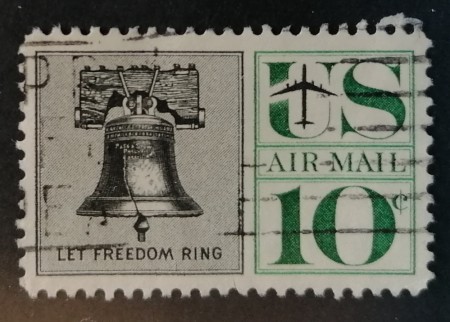 LET FREEDOM RING
US
AIR MAIL
10¢